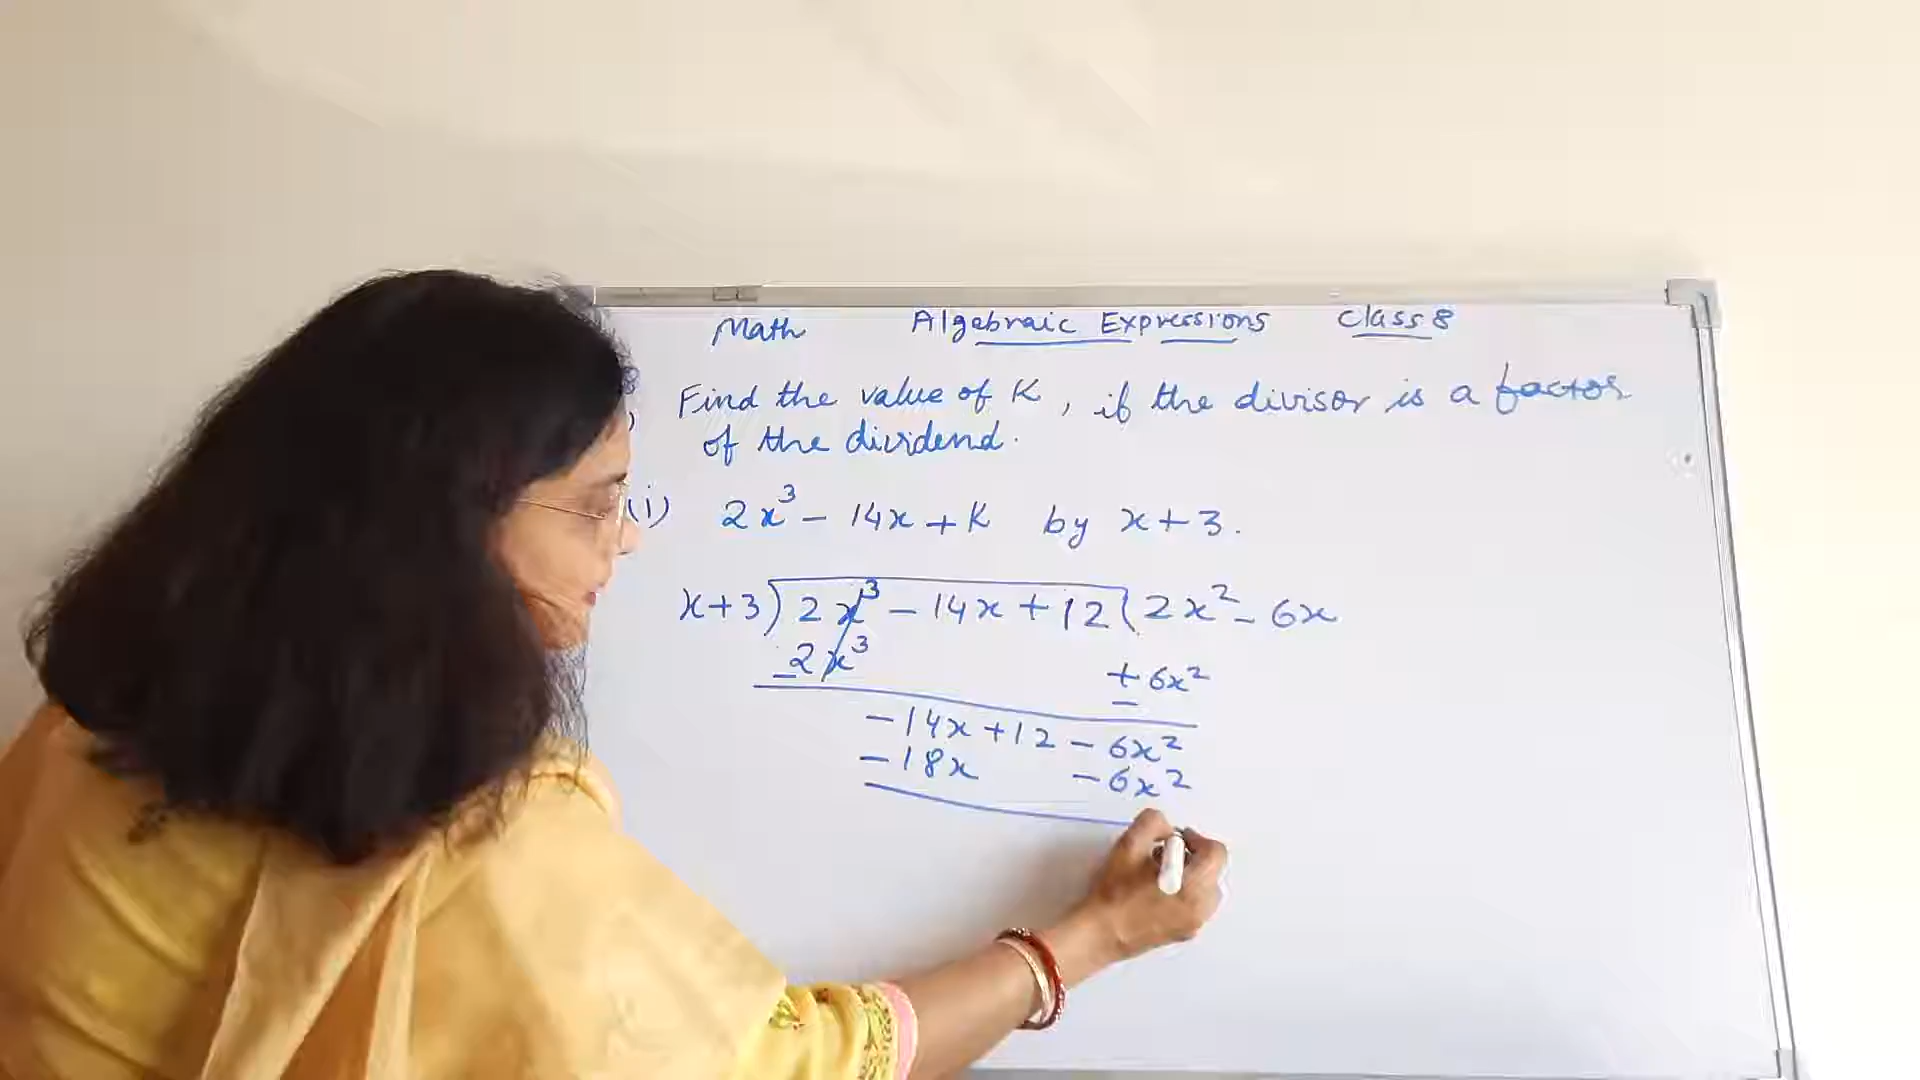 Math Algebraic Expressions Class 8
Find the value of K, if the divisor is a factor
of the dividend.
(i) 2x³ - 14x + K by x + 3.
x+3) 2x³ - 14x + 12 ( 2x² - 6x
-2x³ + 6x²
-
-14x + 12 - 6x²
-18x - 6x²